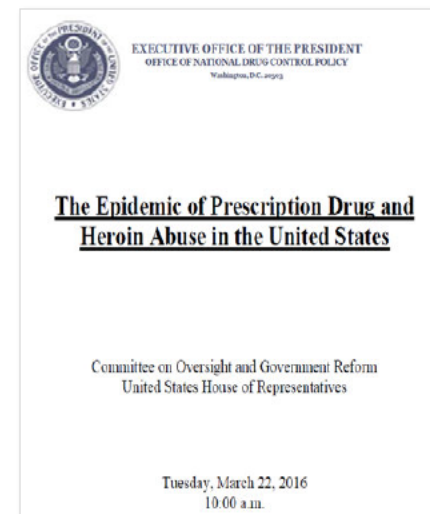 EXECUTIVE OFFICE OF THE PRESIDENT
OFFICE OF NATIONAL DRUG CONTROL POLICY
Washington, D.C. 20503
The Epidemic of Prescription Drug and
Heroin Abuse in the United States
Committee on Oversight and Government Reform
United States House of Representatives
Tuesday, March 22, 2016
10:00 a.m.